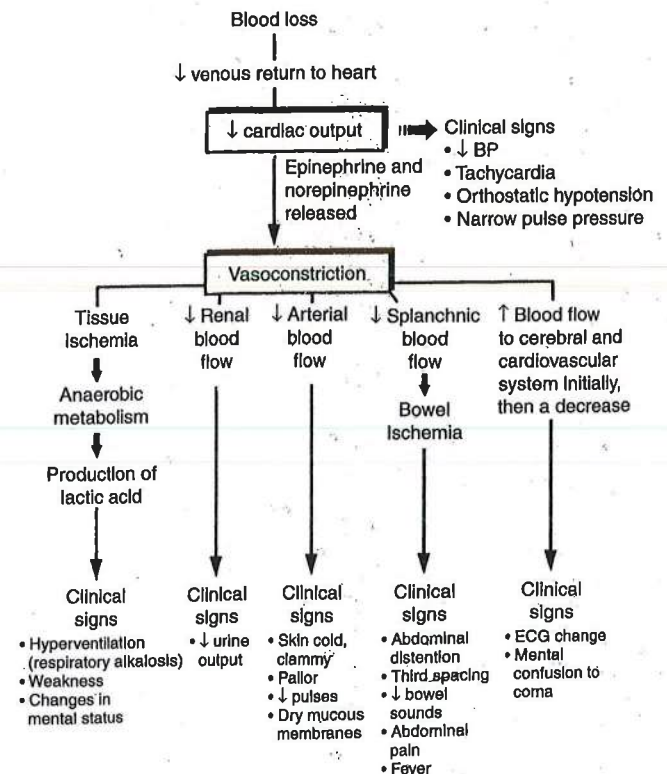 Blood loss
↓ venous return to heart
↓ cardiac output
Clinical signs
• ↓ BP
• Tachycardia
• Orthostatic hypotension
• Narrow pulse pressure
Epinephrine and
norepinephrine
released
Vasoconstriction
Tissue
ischemia
Anaerobic
metabolism
Production of
lactic acid
Clinical
signs
• Hyperventilation
(respiratory alkalosis)
• Weakness
• Changes in
mental status
↓ Renal
blood
flow
Clinical
signs
• ↓ urine
output
↓ Arterial
blood
flow
Clinical
signs
• Skin cold,
clammy
• Pallor
• ↓ pulses
• Dry mucous
membranes
↓ Splanchnic
blood
flow
Bowel
Ischemia
Clinical
signs
• Abdominal
distention
• Third spacing
• ↓ bowel
sounds
• Abdominal
pain
• Fever
↑ Blood flow
to cerebral and
cardiovascular
system initially,
then a decrease
Clinical
signs
• ECG change
• Mental
confusion to
coma